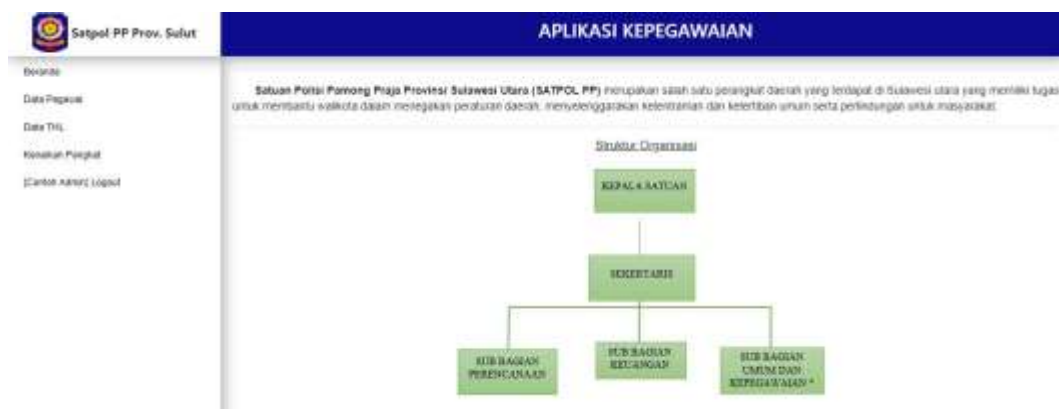 Satpol PP Prov. Sulut
APLIKASI KEPEGAWAIAN
Beranda
Data Pegawai
Data THL
Kenaikan Pangkat
[Contoh Admin] Logout
Satuan Polisi Pamong Praja Provinsi Sulawesi Utara (SATPOL PP) merupakan salah satu perangkat daerah yang terdapat di Sulawesi utara yang memiliki tugas
untuk membantu walikota dalam menegakan peraturan daerah, menyelenggarakan ketentraman dan ketertiban umum serta perlindungan untuk masyarakat.
Struktur Organisasi
KEPALA SATUAN
SEKERTARIS
SUB BAGIAN
PERENCANAAN
SUB BAGIAN
KEUANGAN
SUB BAGIAN
UMUM DAN
KEPEGAWAIAN